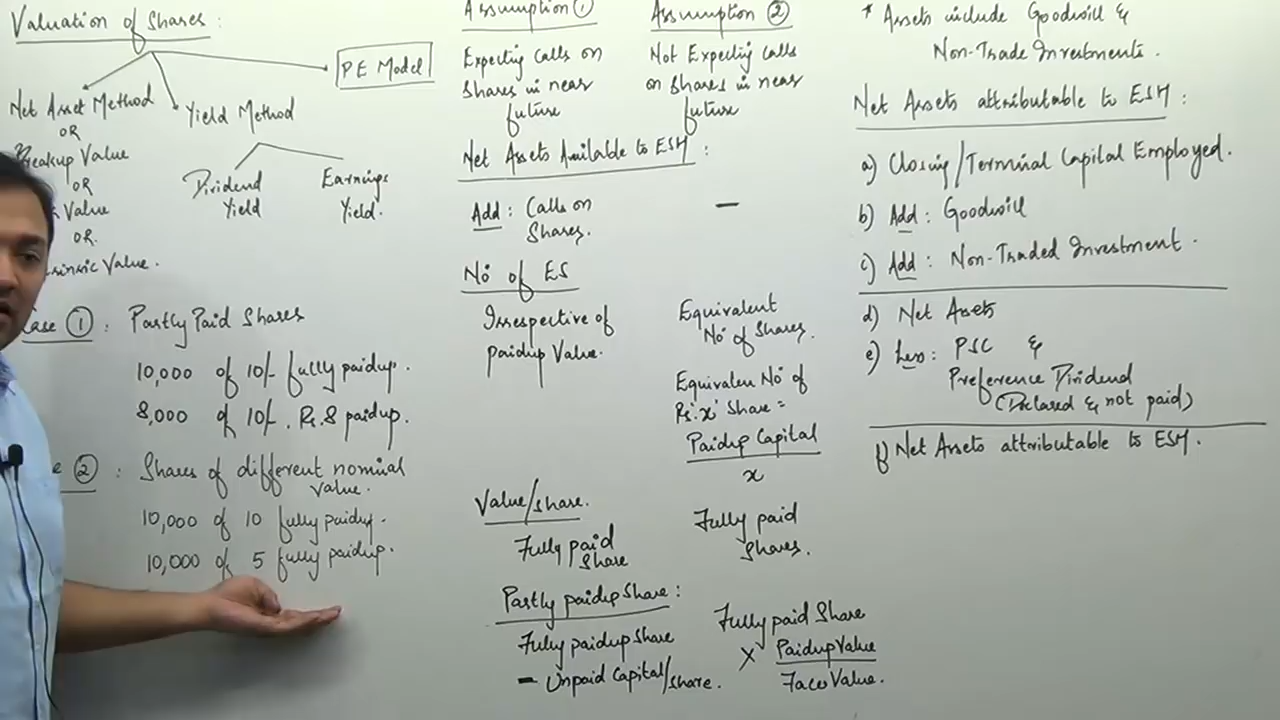 Valuation of Shares :
PE Model
Net Asset Method
OR
Breakup Value
OR
Value
OR.
Value.
Yield Method
Dividend
Yield
Earnings
Yield.
Case ① : Partly Paid Shares
10,000 of 10/- fully paidup.
8,000 of 10/-. Rs. 8 paidup.
② : Shares of different nominal
value.
10,000 of 10 fully paidup.
10,000 of 5 fully paidup.
Assumption ①
Expecting Calls on
Shares in near
future
Assumption ②
Not Expecting Calls
on Shares in near
future
Net Assets Available to ESH :
Add : Calls on
Shares.
—
No of ES
Irrespective of
paidup Value.
Equivalent
No of Shares.
Equivalen No of
Rs.'x' Share =
Paidup Capital
x
Value/share.
Fully paid
Share
Fully paid
Shares.
Partly paidup Share :
Fully paidup Share
- Unpaid Capital/share.
Fully paid Share
X Paidup Value
Face Value.
* Assets include Goodwill &
Non-Trade Investments.
Net Assets attributable to ESH :
a) Closing/Terminal Capital Employed.
b) Add : Goodwill
c) Add : Non-Traded Investment.
d) Net Assets
e) Less : PSC &
Preference Dividend
(Declared & not paid)
f) Net Assets attributable to ESH.